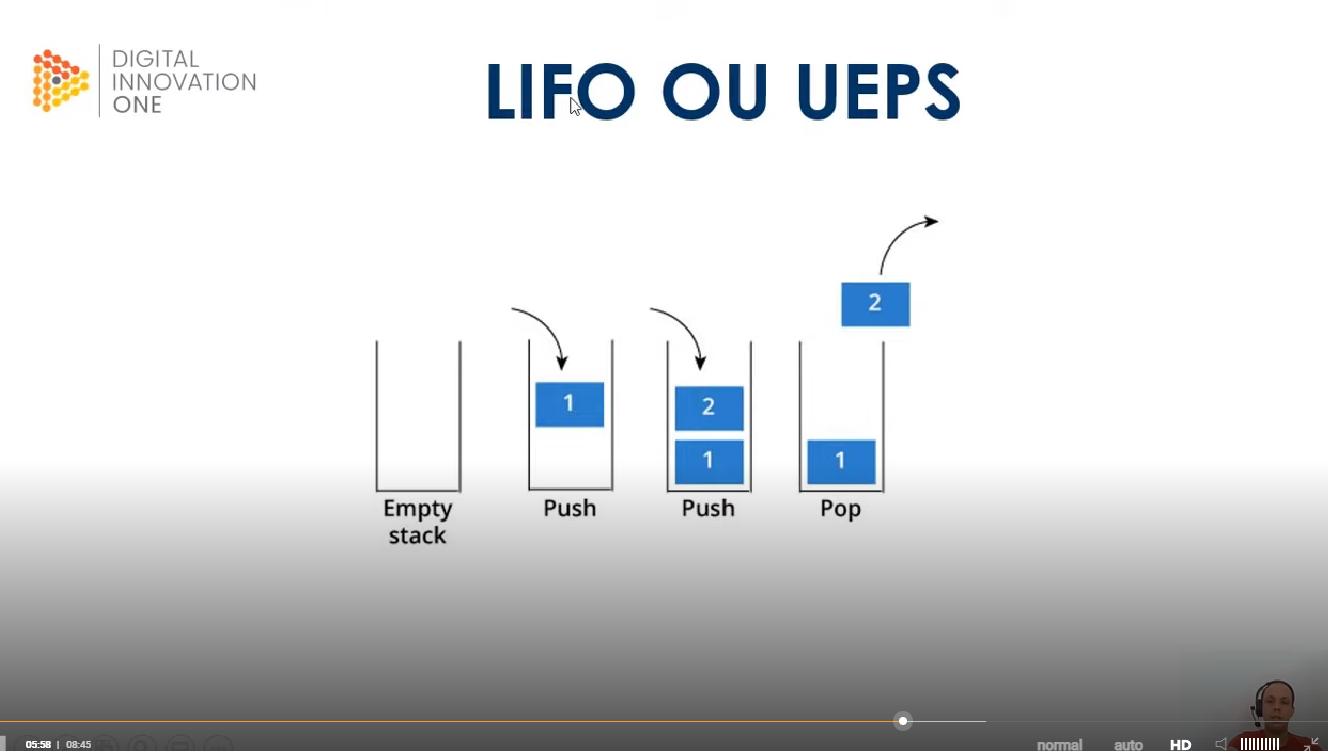 DIGITAL
INNOVATION
ONE
LIFO OU UEPS
2
1
2
1
1
Empty
stack
Push
Push
Pop
05:58 | 08:45
normal
auto
HD